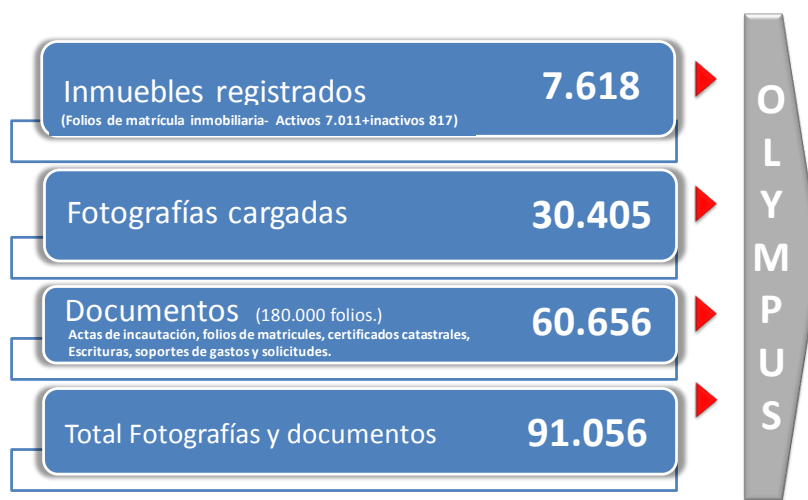 Inmuebles registrados 7.618
(Folios de matrícula inmobiliaria- Activos 7.011+inactivos 817)
Fotografías cargadas 30.405
Documentos (180.000 folios.) 60.656
Actas de incautación, folios de matricules, certificados catastrales,
Escrituras, soportes de gastos y solicitudes.
Total Fotografías y documentos 91.056
OLYMPUS